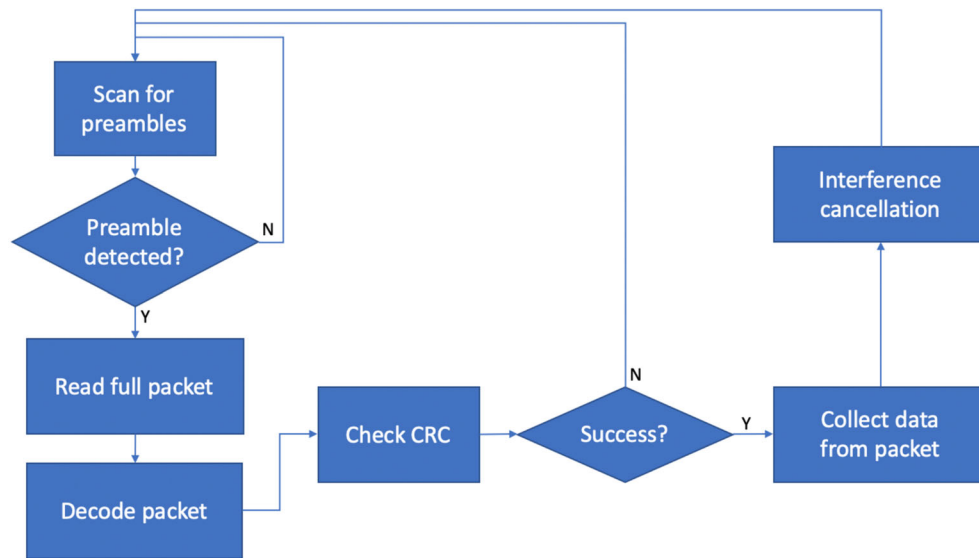 Scan for
preambles
Preamble
detected?
N
Y
Read full packet
Decode packet
Check CRC
Success?
N
Y
Collect data
from packet
Interference
cancellation